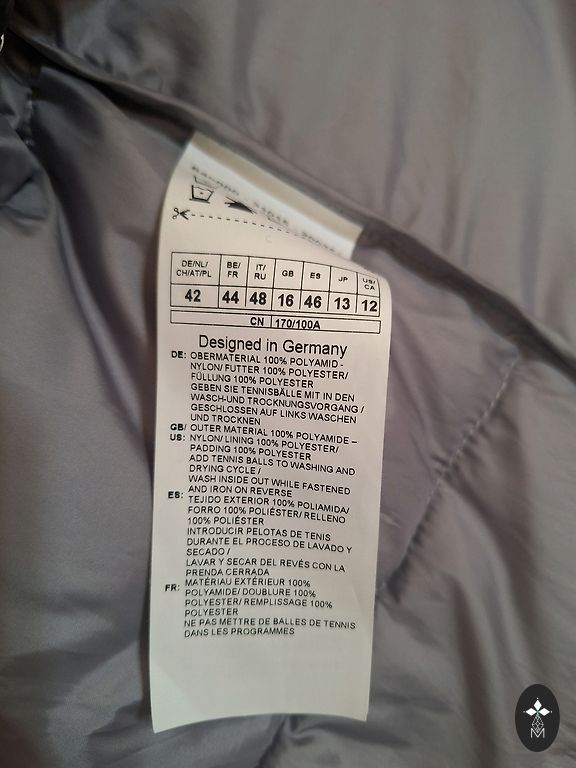 DE/NL/ CH/AT/PL BE/ FR IT/ RU GB ES JP US/ CA
42 44 48 16 46 13 12
CN 170/100A
Designed in Germany
DE: OBERMATERIAL 100% POLYAMID -
NYLON/ FUTTER 100% POLYESTER/
FÜLLUNG 100% POLYESTER
GEBEN SIE TENNISBÄLLE MIT IN DEN
WASCH-UND TROCKNUNGSVORGANG /
GESCHLOSSEN AUF LINKS WASCHEN
UND TROCKNEN
GB/ OUTER MATERIAL 100% POLYAMIDE –
US: NYLON/ LINING 100% POLYESTER/
PADDING 100% POLYESTER
ADD TENNIS BALLS TO WASHING AND
DRYING CYCLE /
WASH INSIDE OUT WHILE FASTENED
AND IRON ON REVERSE
ES: TEJIDO EXTERIOR 100% POLIAMIDA/
FORRO 100% POLIÉSTER/ RELLENO
100% POLIÉSTER
INTRODUCIR PELOTAS DE TENIS
DURANTE EL PROCESO DE LAVADO Y
SECADO /
LAVAR Y SECAR DEL REVÉS CON LA
PRENDA CERRADA
FR: MATÉRIAU EXTÉRIEUR 100%
POLYAMIDE/ DOUBLURE 100%
POLYESTER/ REMPLISSAGE 100%
POLYESTER
NE PAS METTRE DE BALLES DE TENNIS
DANS LES PROGRAMMES
M